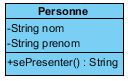 Personne
-String nom
-String prenom
+sePresenter() : String